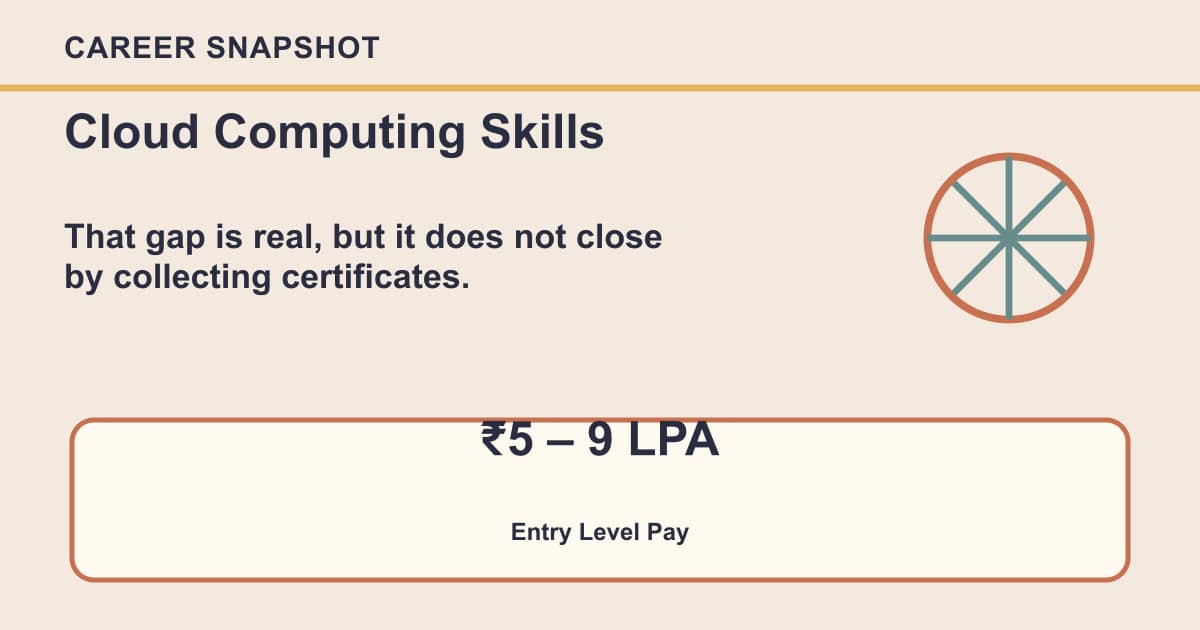 CAREER SNAPSHOT
Cloud Computing Skills
That gap is real, but it does not close
by collecting certificates.
₹5 – 9 LPA
Entry Level Pay